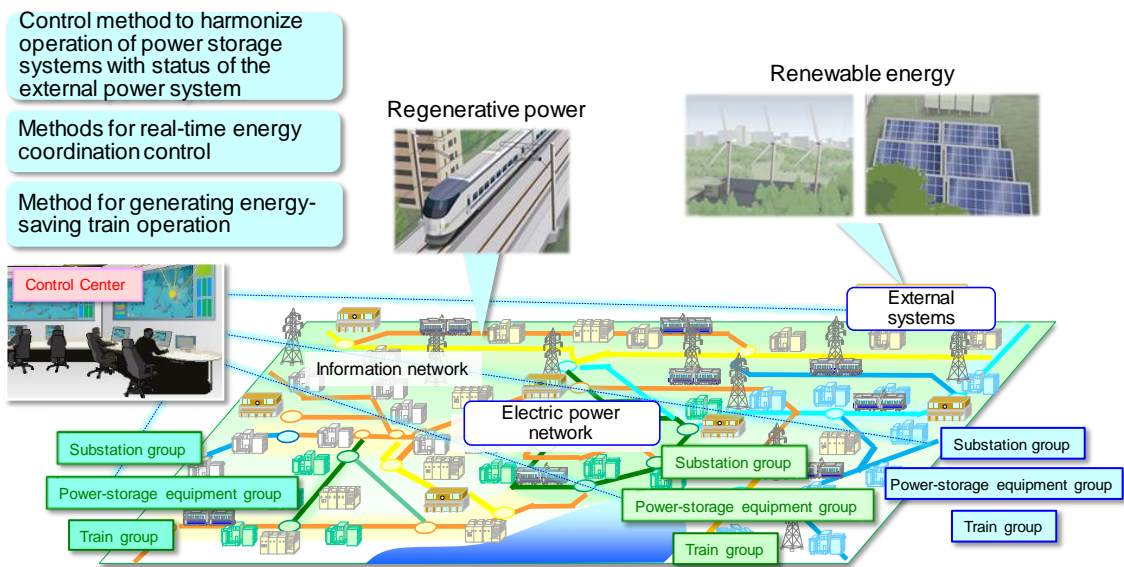 Control method to harmonize
operation of power storage
systems with status of the
external power system
Methods for real-time energy
coordination control
Method for generating energy-
saving train operation
Regenerative power
Renewable energy
Control Center
External
systems
Information network
Electric power
network
Substation group
Power-storage equipment group
Train group
Substation group
Power-storage equipment group
Train group
Substation group
Power-storage equipment group
Train group